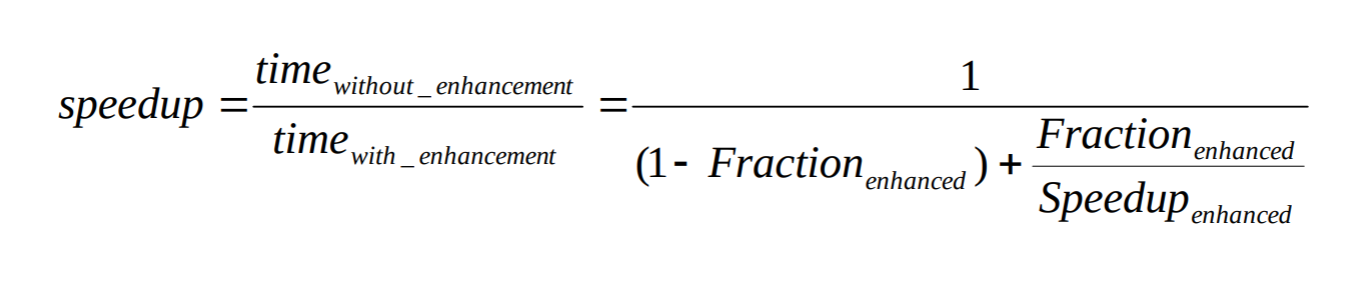 speedup = time_without_enhancement / time_with_enhancement = 1 / ((1 - Fraction_enhanced) + Fraction_enhanced / Speedup_enhanced)